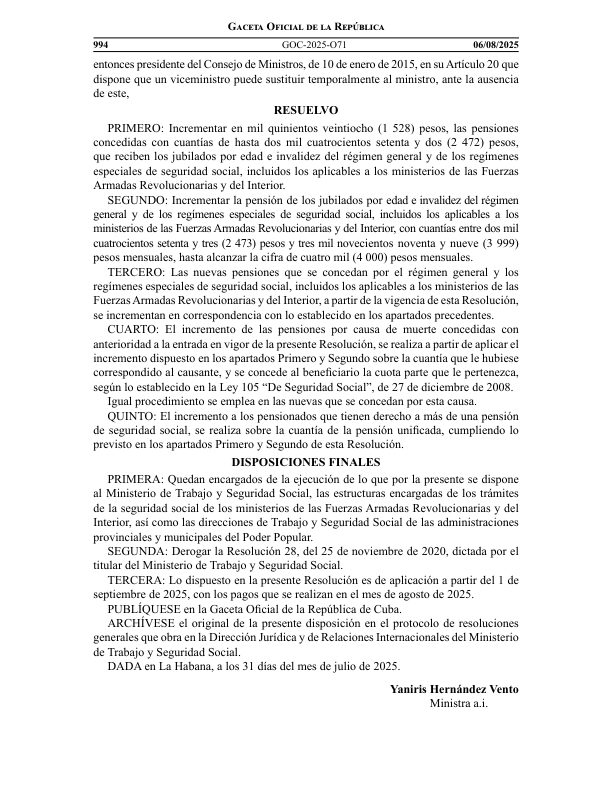 Gaceta Oficial de la República
994 GOC-2025-O71 06/08/2025
entonces presidente del Consejo de Ministros, de 10 de enero de 2015, en su Artículo 20 que
dispone que un viceministro puede sustituir temporalmente al ministro, ante la ausencia
de este,
RESUELVO
PRIMERO: Incrementar en mil quinientos veintiocho (1 528) pesos, las pensiones
concedidas con cuantías de hasta dos mil cuatrocientos setenta y dos (2 472) pesos,
que reciben los jubilados por edad e invalidez del régimen general y de los regímenes
especiales de seguridad social, incluidos los aplicables a los ministerios de las Fuerzas
Armadas Revolucionarias y del Interior.
SEGUNDO: Incrementar la pensión de los jubilados por edad e invalidez del régimen
general y de los regímenes especiales de seguridad social, incluidos los aplicables a los
ministerios de las Fuerzas Armadas Revolucionarias y del Interior, con cuantías entre dos mil
cuatrocientos setenta y tres (2 473) pesos y tres mil novecientos noventa y nueve (3 999)
pesos mensuales, hasta alcanzar la cifra de cuatro mil (4 000) pesos mensuales.
TERCERO: Las nuevas pensiones que se concedan por el régimen general y los
regímenes especiales de seguridad social, incluidos los aplicables a los ministerios de las
Fuerzas Armadas Revolucionarias y del Interior, a partir de la vigencia de esta Resolución,
se incrementan en correspondencia con lo establecido en los apartados precedentes.
CUARTO: El incremento de las pensiones por causa de muerte concedidas con
anterioridad a la entrada en vigor de la presente Resolución, se realiza a partir de aplicar el
incremento dispuesto en los apartados Primero y Segundo sobre la cuantía que le hubiese
correspondido al causante, y se concede al beneficiario la cuota parte que le pertenezca,
según lo establecido en la Ley 105 “De Seguridad Social”, de 27 de diciembre de 2008.
Igual procedimiento se emplea en las nuevas que se concedan por esta causa.
QUINTO: El incremento a los pensionados que tienen derecho a más de una pensión
de seguridad social, se realiza sobre la cuantía de la pensión unificada, cumpliendo lo
previsto en los apartados Primero y Segundo de esta Resolución.
DISPOSICIONES FINALES
PRIMERA: Quedan encargados de la ejecución de lo que por la presente se dispone
al Ministerio de Trabajo y Seguridad Social, las estructuras encargadas de los trámites
de la seguridad social de los ministerios de las Fuerzas Armadas Revolucionarias y del
Interior, así como las direcciones de Trabajo y Seguridad Social de las administraciones
provinciales y municipales del Poder Popular.
SEGUNDA: Derogar la Resolución 28, del 25 de noviembre de 2020, dictada por el
titular del Ministerio de Trabajo y Seguridad Social.
TERCERA: Lo dispuesto en la presente Resolución es de aplicación a partir del 1 de
septiembre de 2025, con los pagos que se realizan en el mes de agosto de 2025.
PUBLÍQUESE en la Gaceta Oficial de la República de Cuba.
ARCHÍVESE el original de la presente disposición en el protocolo de resoluciones
generales que obra en la Dirección Jurídica y de Relaciones Internacionales del Ministerio
de Trabajo y Seguridad Social.
DADA en La Habana, a los 31 días del mes de julio de 2025.
Yaniris Hernández Vento
Ministra a.i.